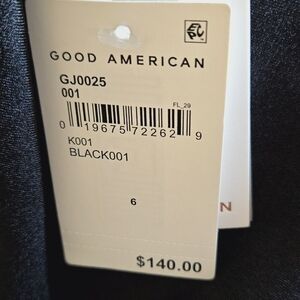 GOOD AMERICAN
GJ0025
001
FL_29
0 19675 72262 9
K001
BLACK001
6
N
$140.00